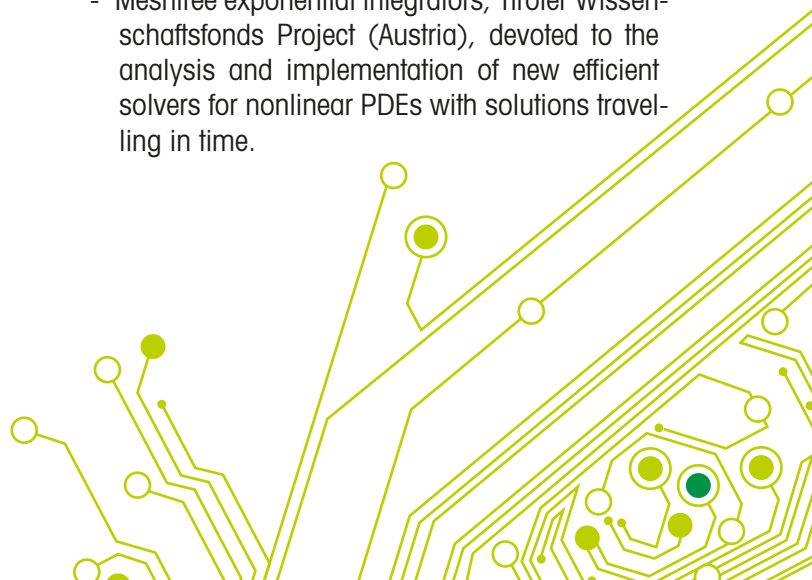 - Meshfree exponential integrators, Tiroler Wissen-
schaftsfonds Project (Austria), devoted to the
analysis and implementation of new efficient
solvers for nonlinear PDEs with solutions travel-
ling in time.